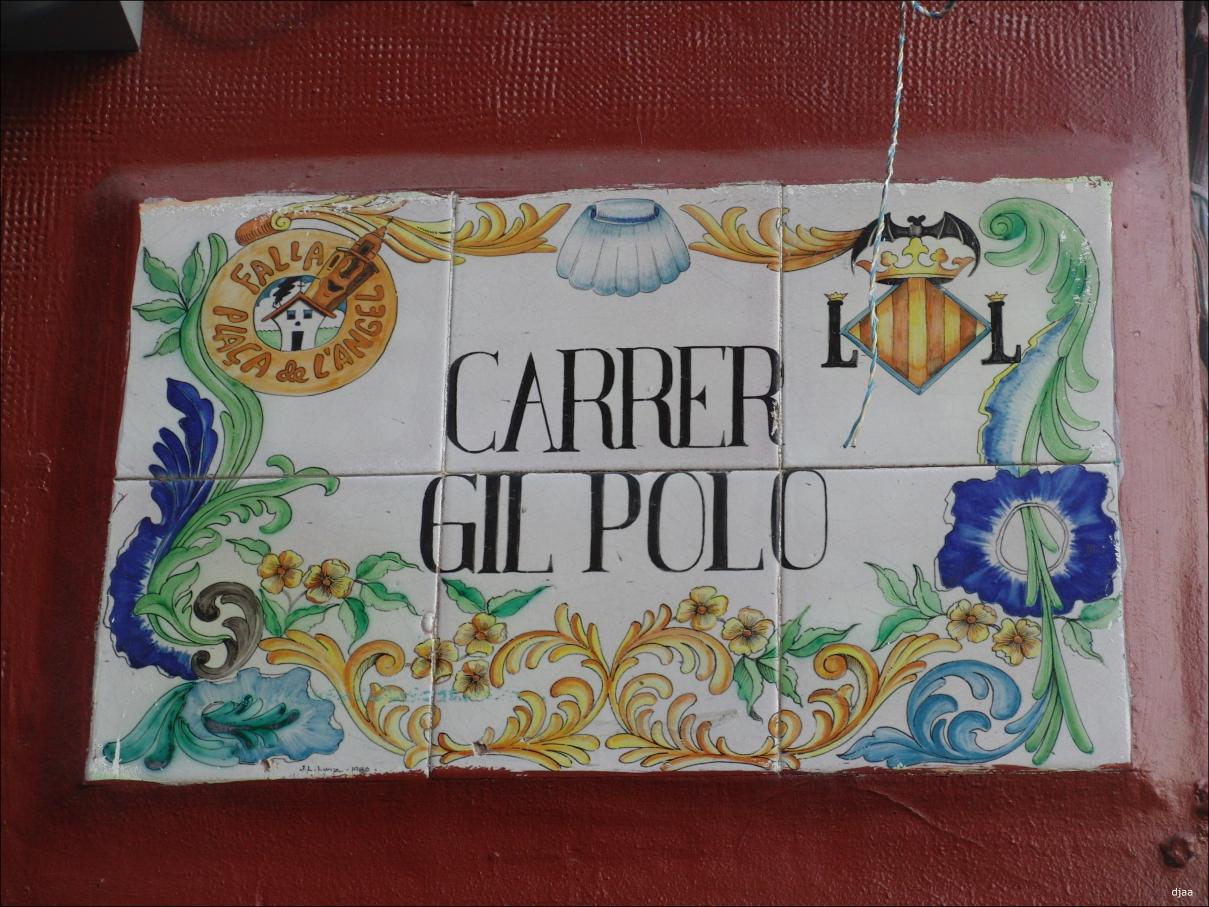 FALLA
PLAÇA de L'ANGEL
L L
CARRER
GIL POLO
djaa